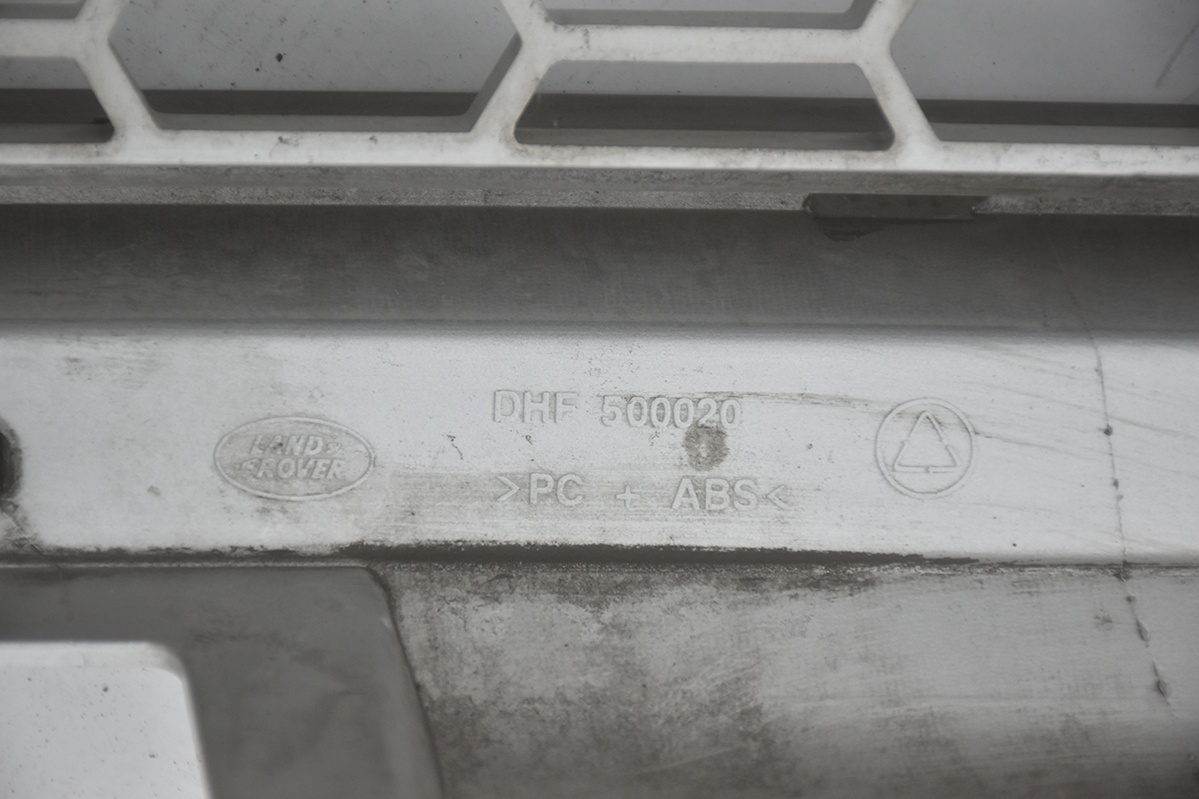 DHF 500020
LAND
ROVER
>PC + ABS<